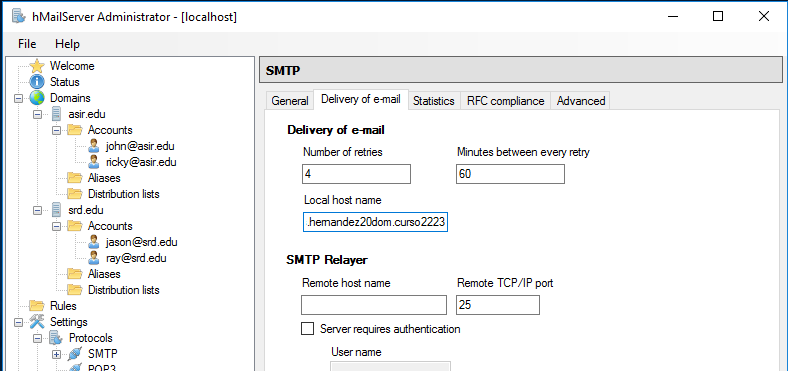 hMailServer Administrator - [localhost]
File Help
Welcome
Status
Domains
asir.edu
Accounts
john@asir.edu
ricky@asir.edu
Aliases
Distribution lists
srd.edu
Accounts
jason@srd.edu
ray@srd.edu
Aliases
Distribution lists
Rules
Settings
Protocols
SMTP
POP3
SMTP
General Delivery of e-mail Statistics RFC compliance Advanced
Delivery of e-mail
Number of retries Minutes between every retry
4 60
Local host name
.hernandez20dom.curso2223
SMTP Relayer
Remote host name Remote TCP/IP port
25
Server requires authentication
User name